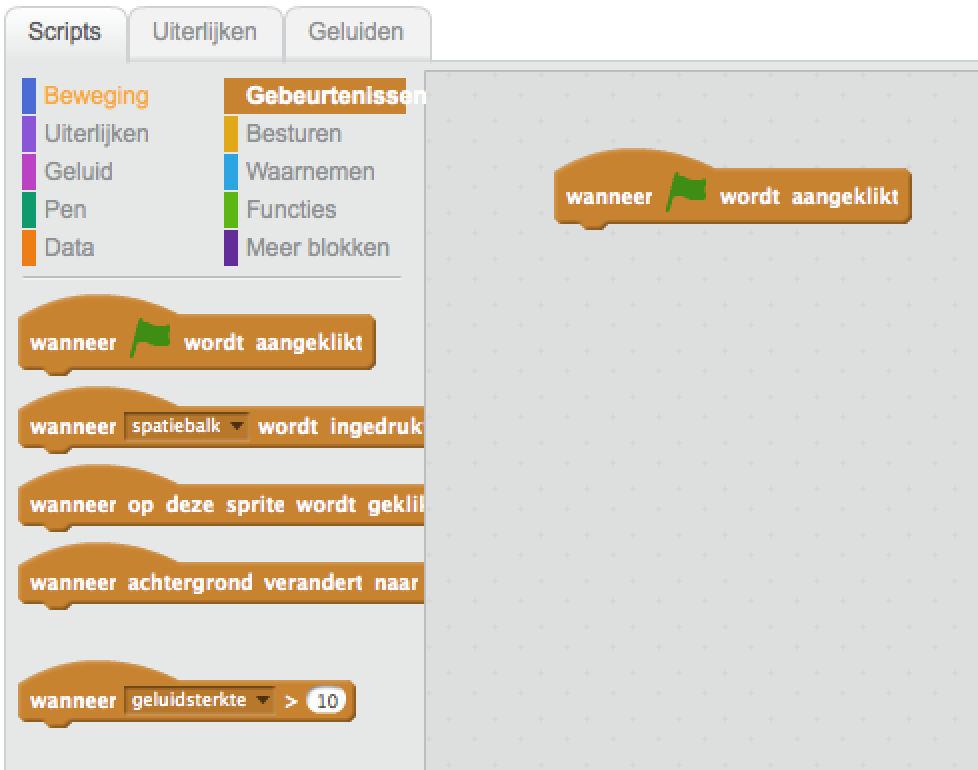 Scripts Uiterlijken Geluiden
Beweging Gebeurtenissen
Uiterlijken Besturen
Geluid Waarnemen
Pen Functies
Data Meer blokken
wanneer wordt aangeklikt
wanneer wordt aangeklikt
wanneer spatiebalk wordt ingedruk
wanneer op deze sprite wordt geklik
wanneer achtergrond verandert naar
wanneer geluidsterkte > 10